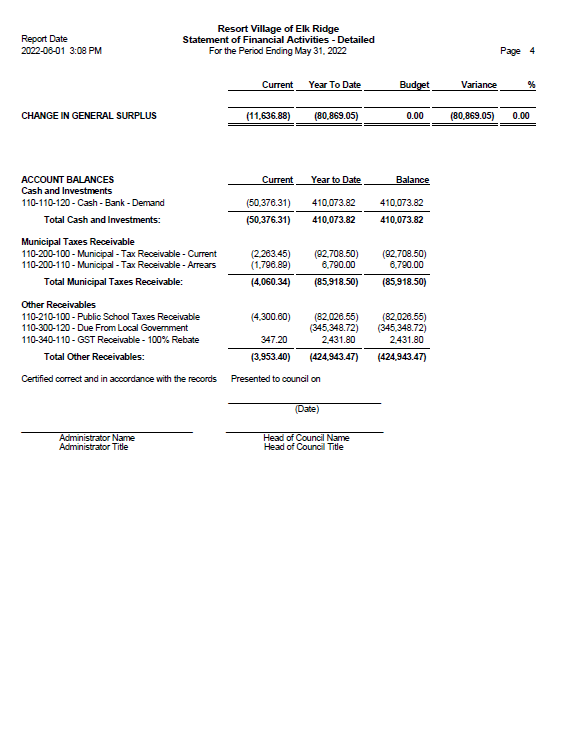 Resort Village of Elk Ridge
Report Date Statement of Financial Activities - Detailed
2022-06-01 3:08 PM For the Period Ending May 31, 2022 Page 4
Current Year To Date Budget Variance %
CHANGE IN GENERAL SURPLUS (11,636.88) (80,869.05) 0.00 (80,869.05) 0.00
ACCOUNT BALANCES Current Year to Date Balance
Cash and Investments
110-110-120 - Cash - Bank - Demand (50,376.31) 410,073.82 410,073.82
Total Cash and Investments: (50,376.31) 410,073.82 410,073.82
Municipal Taxes Receivable
110-200-100 - Municipal - Tax Receivable - Current (2,263.45) (92,708.50) (92,708.50)
110-200-110 - Municipal - Tax Receivable - Arrears (1,796.89) 6,790.00 6,790.00
Total Municipal Taxes Receivable: (4,060.34) (85,918.50) (85,918.50)
Other Receivables
110-210-100 - Public School Taxes Receivable (4,300.60) (82,026.55) (82,026.55)
110-300-120 - Due From Local Government (345,348.72) (345,348.72)
110-340-110 - GST Receivable - 100% Rebate 347.20 2,431.80 2,431.80
Total Other Receivables: (3,953.40) (424,943.47) (424,943.47)
Certified correct and in accordance with the records Presented to council on
(Date)
Administrator Name Head of Council Name
Administrator Title Head of Council Title